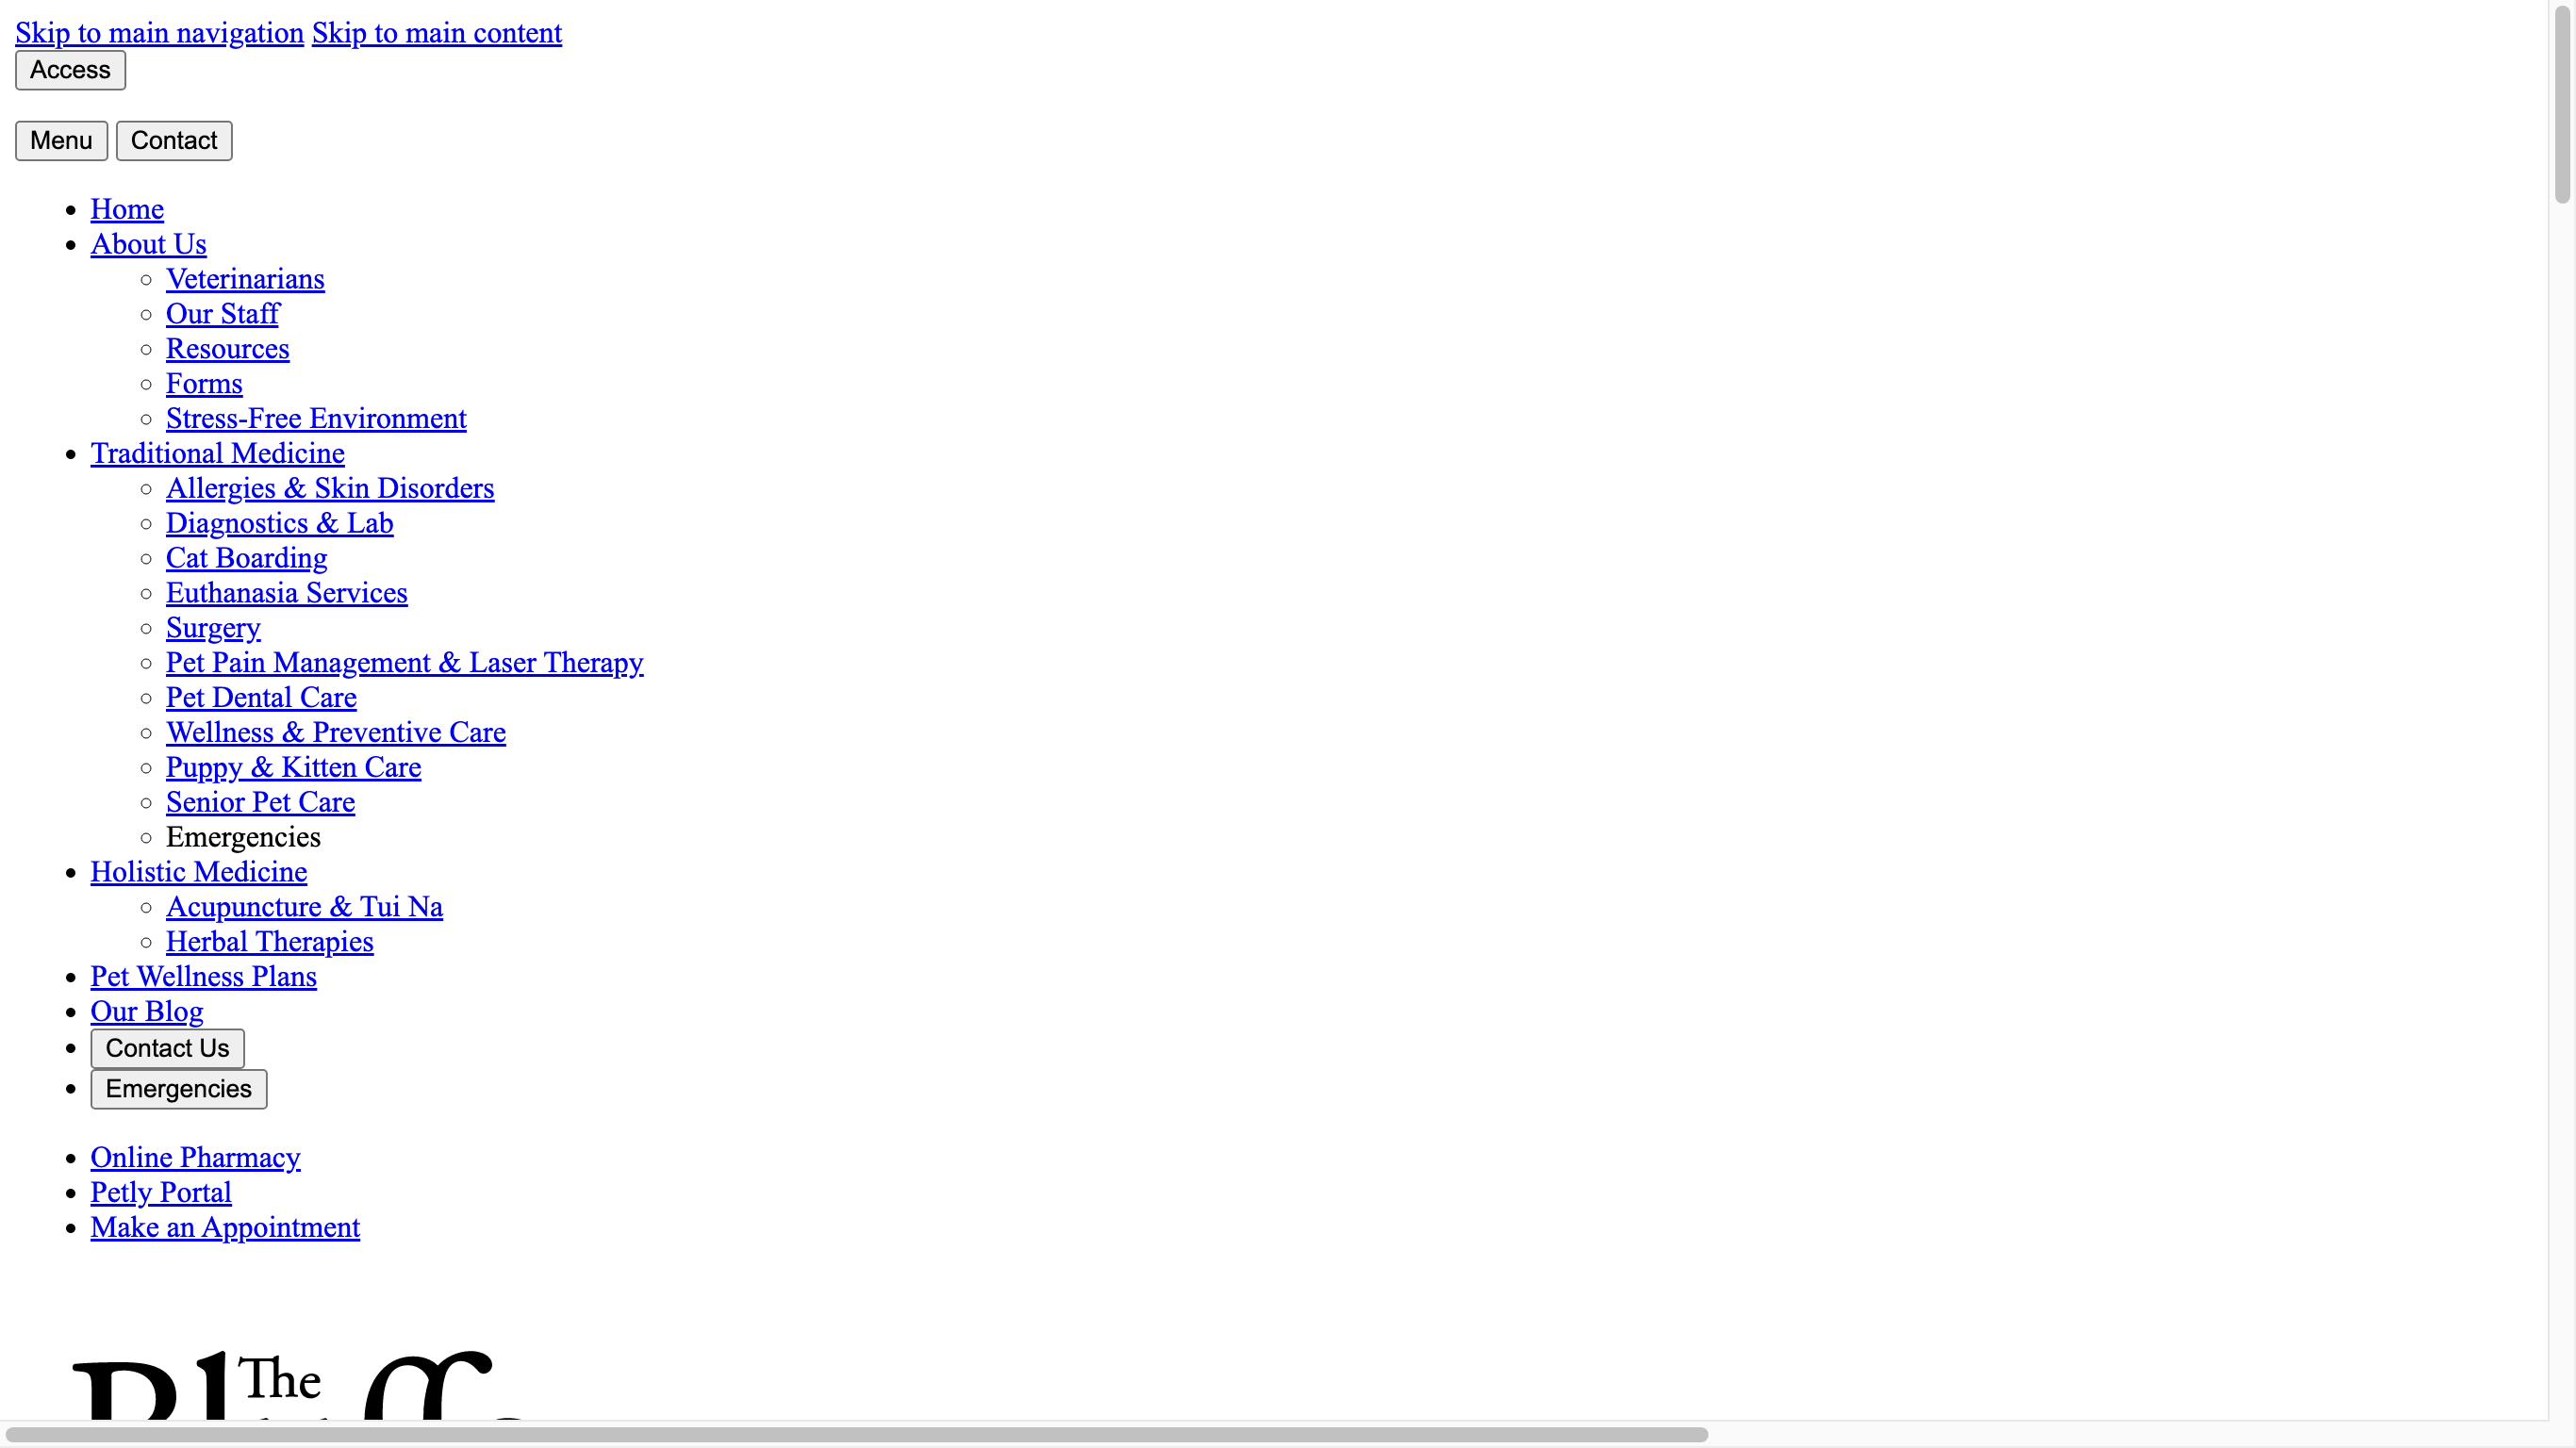 Skip to main navigation Skip to main content
Access
Menu Contact
Home
About Us
Veterinarians
Our Staff
Resources
Forms
Stress-Free Environment
Traditional Medicine
Allergies & Skin Disorders
Diagnostics & Lab
Cat Boarding
Euthanasia Services
Surgery
Pet Pain Management & Laser Therapy
Pet Dental Care
Wellness & Preventive Care
Puppy & Kitten Care
Senior Pet Care
Emergencies
Holistic Medicine
Acupuncture & Tui Na
Herbal Therapies
Pet Wellness Plans
Our Blog
Contact Us
Emergencies
Online Pharmacy
Petly Portal
Make an Appointment
The